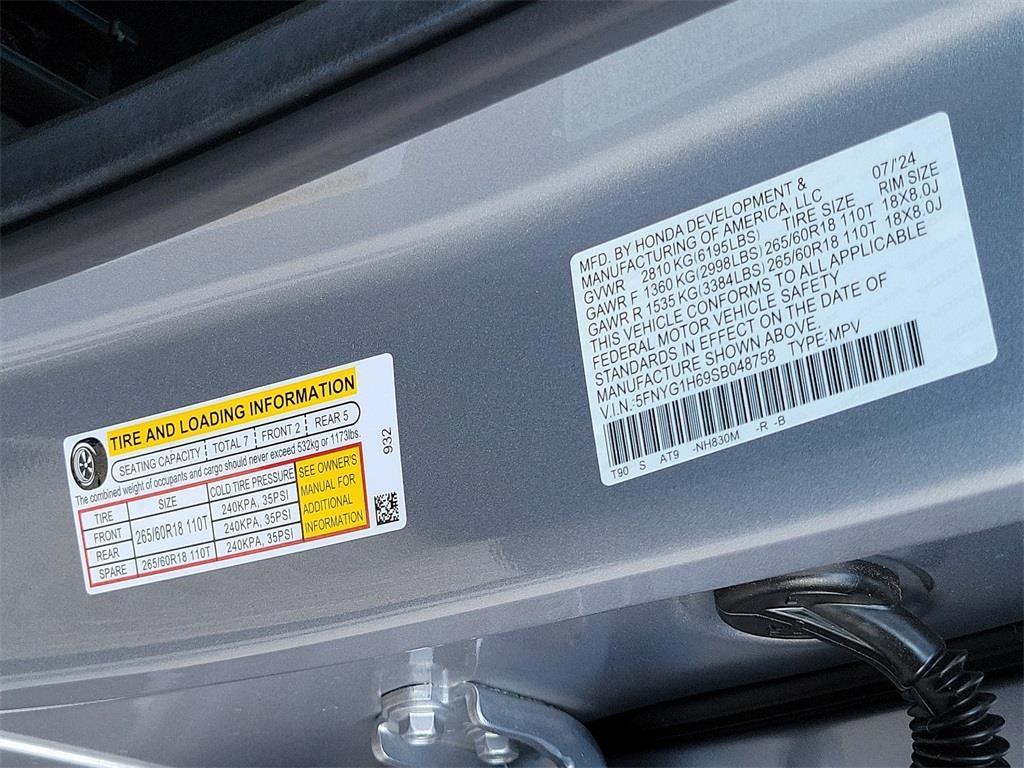 TIRE AND LOADING INFORMATION
SEATING CAPACITY TOTAL 7 FRONT 2 REAR 5
The combined weight of occupants and cargo should never exceed 532kg or 1173lbs.
TIRE SIZE COLD TIRE PRESSURE
FRONT 265/60R18 110T 240KPA, 35PSI
REAR 240KPA, 35PSI
SPARE 265/60R18 110T 240KPA, 35PSI
SEE OWNER'S
MANUAL FOR
ADDITIONAL
INFORMATION
932
MFD. BY HONDA DEVELOPMENT & 07/'24
MANUFACTURING OF AMERICA, LLC
GVWR 2810 KG(6195LBS) TIRE SIZE RIM SIZE
GAWR F 1360 KG(2998LBS) 265/60R18 110T 18X8.0J
GAWR R 1535 KG(3384LBS) 265/60R18 110T 18X8.0J
THIS VEHICLE CONFORMS TO ALL APPLICABLE
FEDERAL MOTOR VEHICLE SAFETY
STANDARDS IN EFFECT ON THE DATE OF
MANUFACTURE SHOWN ABOVE.
V.I.N.:5FNYG1H69SB048758 TYPE:MPV
T90 S AT9 -NH830M -R -B